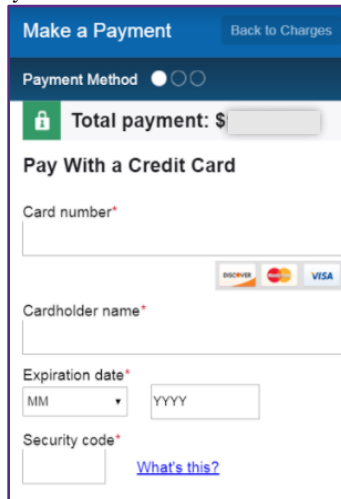 Make a Payment Back to Charges
Payment Method
Total payment: $
Pay With a Credit Card
Card number*
DISCOVER MasterCard VISA
Cardholder name*
Expiration date*
MM YYYY
Security code*
What's this?